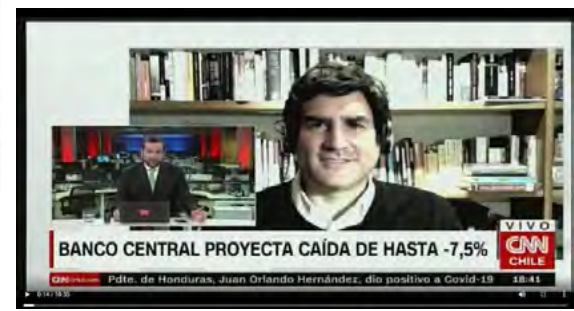 VIVO
CNN
CHILE
BANCO CENTRAL PROYECTA CAÍDA DE HASTA -7,5%
Pdte. de Honduras, Juan Orlando Hernández, dio positivo a Covid-19
18:41